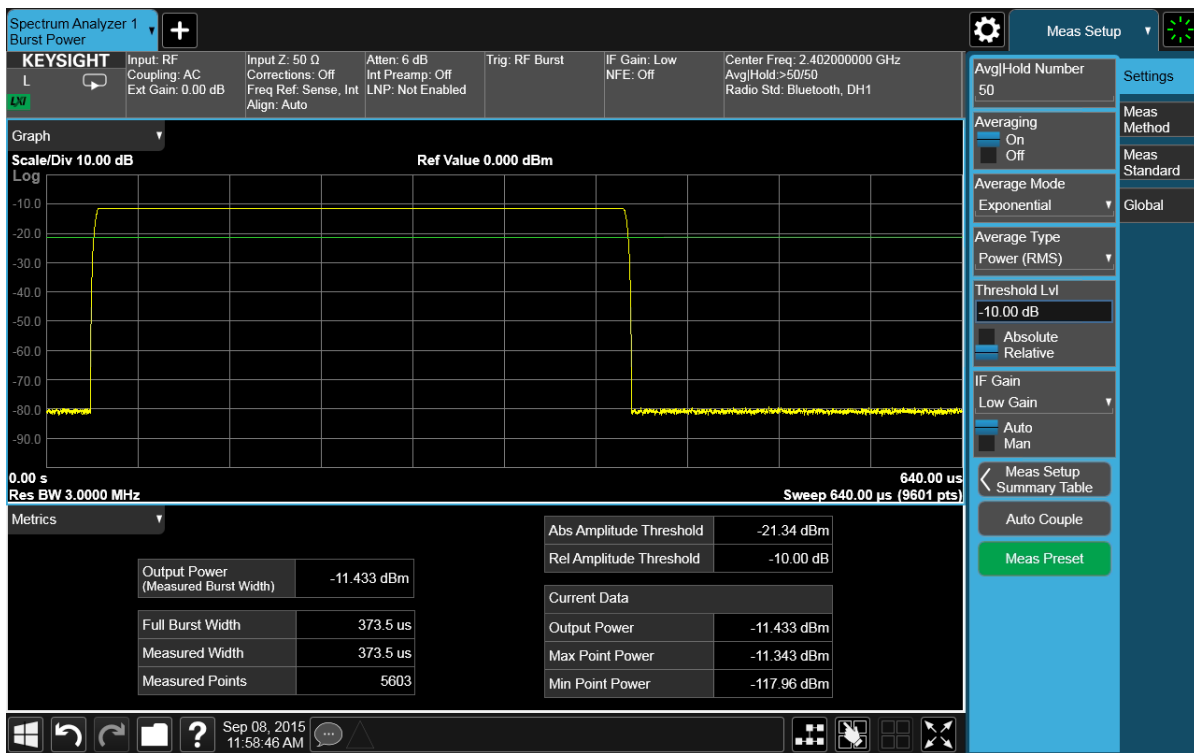 Spectrum Analyzer 1
Burst Power
Meas Setup
KEYSIGHT
L
LXI
Input: RF
Coupling: AC
Ext Gain: 0.00 dB
Input Z: 50 Ω
Corrections: Off
Freq Ref: Sense, Int
Align: Auto
Atten: 6 dB
Int Preamp: Off
LNP: Not Enabled
Trig: RF Burst
IF Gain: Low
NFE: Off
Center Freq: 2.402000000 GHz
Avg|Hold:>50/50
Radio Std: Bluetooth, DH1
Graph
Scale/Div 10.00 dB
Ref Value 0.000 dBm
Log
-10.0
-20.0
-30.0
-40.0
-50.0
-60.0
-70.0
-80.0
-90.0
0.00 s
640.00 us
Res BW 3.0000 MHz
Sweep 640.00 µs (9601 pts)
Metrics
Output Power
(Measured Burst Width)
-11.433 dBm
Full Burst Width
373.5 us
Measured Width
373.5 us
Measured Points
5603
Abs Amplitude Threshold
-21.34 dBm
Rel Amplitude Threshold
-10.00 dB
Current Data
Output Power
-11.433 dBm
Max Point Power
-11.343 dBm
Min Point Power
-117.96 dBm
Avg|Hold Number
50
Averaging
On
Off
Average Mode
Exponential
Average Type
Power (RMS)
Threshold Lvl
-10.00 dB
Absolute
Relative
IF Gain
Low Gain
Auto
Man
Meas Setup
Summary Table
Auto Couple
Meas Preset
Settings
Meas
Method
Meas
Standard
Global
?
Sep 08, 2015
11:58:46 AM